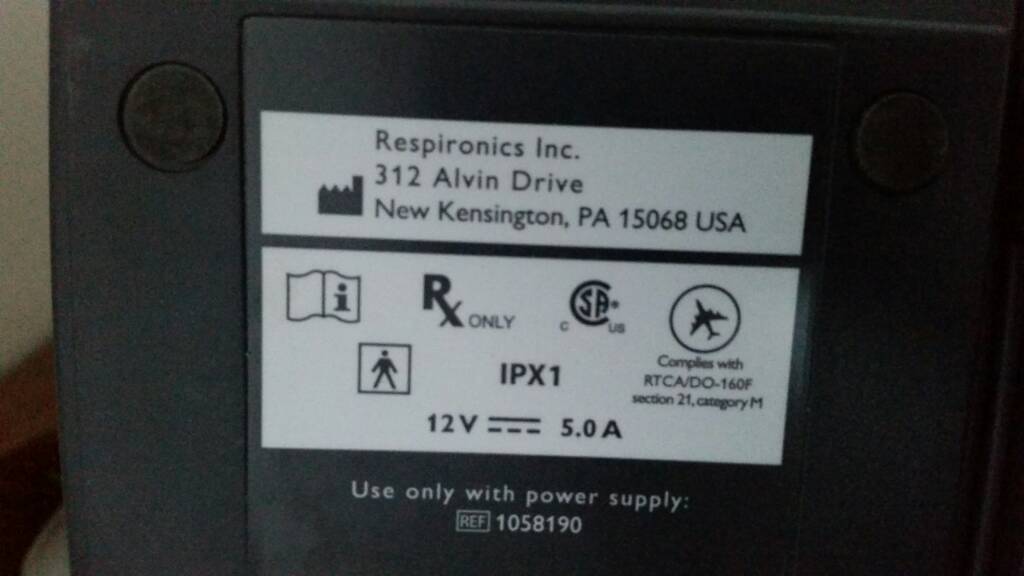 Respironics Inc.
312 Alvin Drive
New Kensington, PA 15068 USA
i
Rx ONLY
C SA US
Complies with
RTCA/DO-160F
section 21, category M
IPX1
12V 5.0 A
Use only with power supply:
REF 1058190